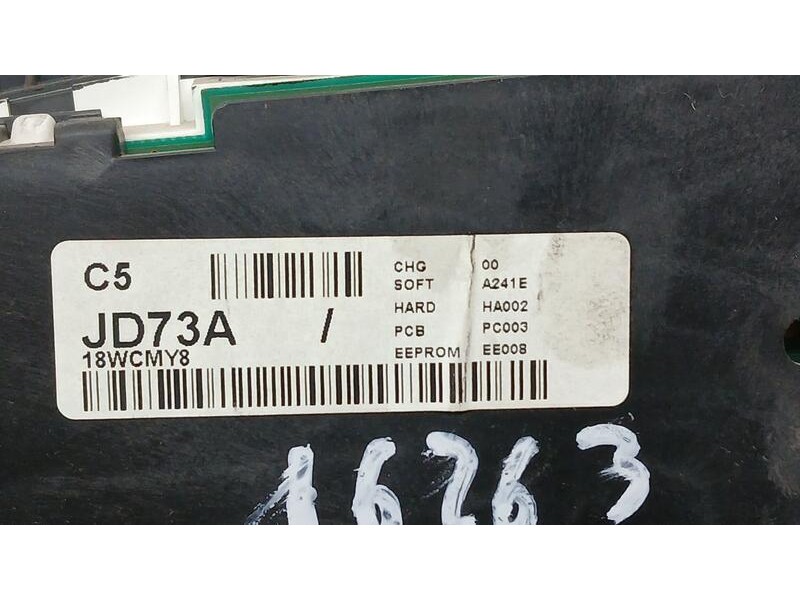 C5
JD73A /
18WCMY8
CHG 00
SOFT A241E
HARD HA002
PCB PC003
EEPROM EE008
16263